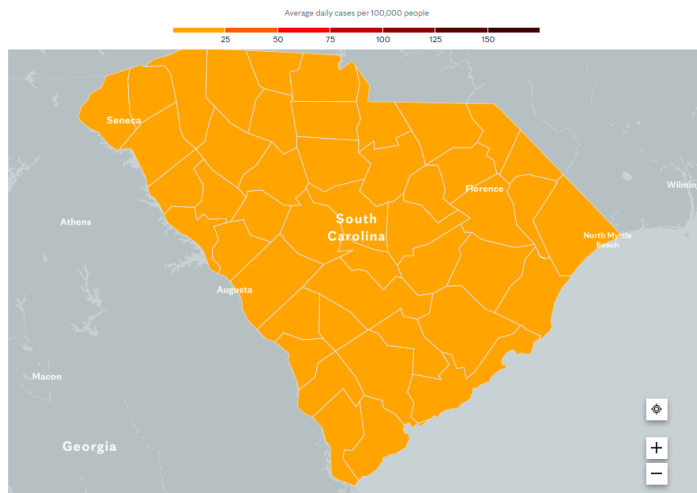 Average daily cases per 100,000 people
25 50 75 100 125 150
Seneca
Florence
Wilming
Athens
South
Carolina
North Myrtle
Beach
Augusta
Macon
Georgia